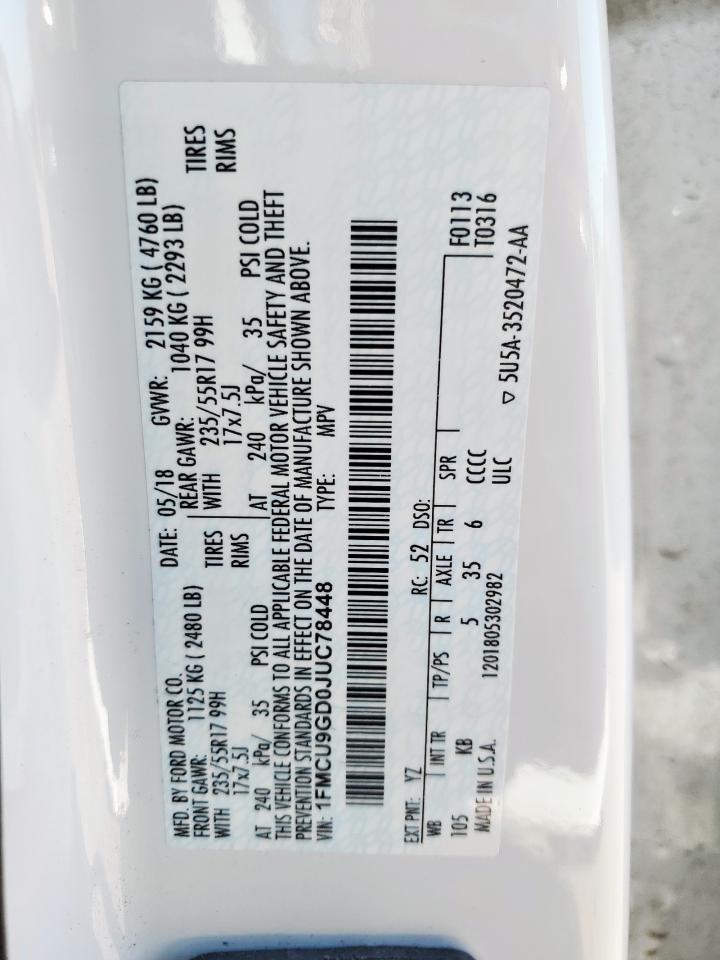 MFD. BY FORD MOTOR CO. DATE: 05/18 GVWR: 2159 KG ( 4760 LB)
FRONT GAWR: 1125 KG ( 2480 LB) REAR GAWR: 1040 KG ( 2293 LB)
WITH 235/55R17 99H TIRES WITH 235/55R17 99H TIRES
17x7.5J RIMS 17x7.5J RIMS
AT 240 kPa/ 35 PSI COLD AT 240 kPa/ 35 PSI COLD
THIS VEHICLE CONFORMS TO ALL APPLICABLE FEDERAL MOTOR VEHICLE SAFETY AND THEFT
PREVENTION STANDARDS IN EFFECT ON THE DATE OF MANUFACTURE SHOWN ABOVE.
VIN: 1FMCU9GD0JUC78448 TYPE: MPV
EXT PNT: YZ RC: 52 DSO:
WB INT TR TP/PS R AXLE TR SPR F0113
105 KB 5 35 6 CCCC T0316
MADE IN U.S.A. 1201805302982 ULC ▽ 5U5A-3520472-AA